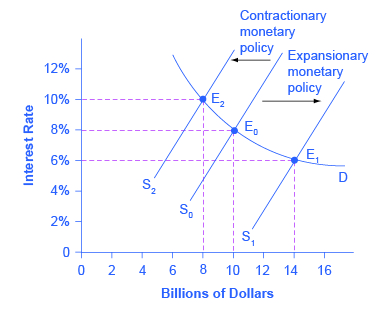 Contractionary
monetary
policy
Expansionary
monetary
policy
12%
10%
8%
6%
4%
2%
0
Interest Rate
E2
E0
E1
S2
S0
S1
D
0 2 4 6 8 10 12 14 16
Billions of Dollars